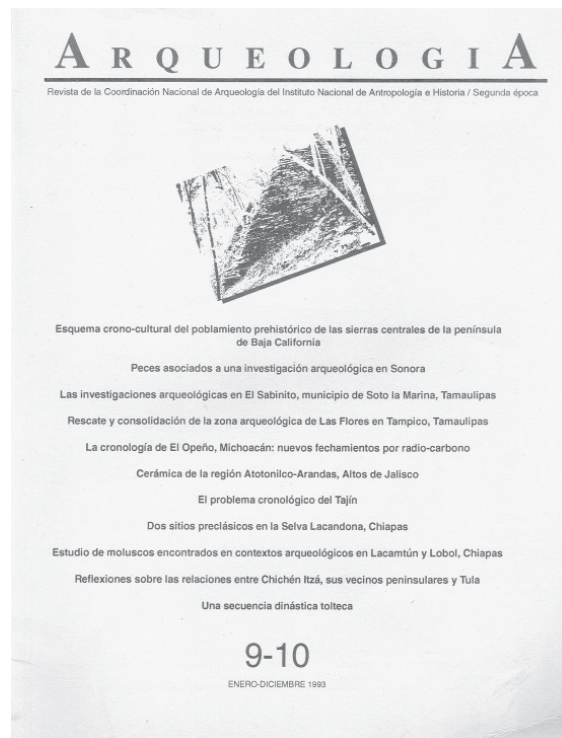 ARQUEOLOGIA
Revista de la Coordinación Nacional de Arqueología del Instituto Nacional de Antropología e Historia / Segunda época
Esquema crono-cultural del poblamiento prehistórico de las sierras centrales de la península
de Baja California
Peces asociados a una investigación arqueológica en Sonora
Las investigaciones arqueológicas en El Sabinito, municipio de Soto la Marina, Tamaulipas
Rescate y consolidación de la zona arqueológica de Las Flores en Tampico, Tamaulipas
La cronología de El Opeño, Michoacán: nuevos fechamientos por radio-carbono
Cerámica de la región Atotonilco-Arandas, Altos de Jalisco
El problema cronológico del Tajín
Dos sitios preclásicos en la Selva Lacandona, Chiapas
Estudio de moluscos encontrados en contextos arqueológicos en Lacamtún y Lobol, Chiapas
Reflexiones sobre las relaciones entre Chichén Itzá, sus vecinos peninsulares y Tula
Una secuencia dinástica tolteca
9-10
ENERO-DICIEMBRE 1993